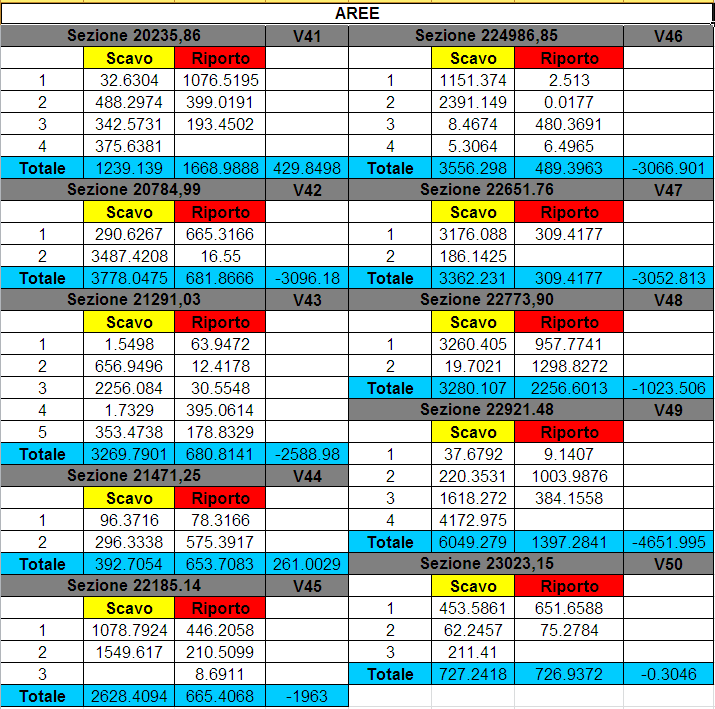 AREE
Sezione 20235,86 V41
Scavo Riporto
1 32.6304 1076.5195
2 488.2974 399.0191
3 342.5731 193.4502
4 375.6381
Totale 1239.139 1668.9888 429.8498
Sezione 20784,99 V42
Scavo Riporto
1 290.6267 665.3166
2 3487.4208 16.55
Totale 3778.0475 681.8666 -3096.18
Sezione 21291,03 V43
Scavo Riporto
1 1.5498 63.9472
2 656.9496 12.4178
3 2256.084 30.5548
4 1.7329 395.0614
5 353.4738 178.8329
Totale 3269.7901 680.8141 -2588.98
Sezione 21471,25 V44
Scavo Riporto
1 96.3716 78.3166
2 296.3338 575.3917
Totale 392.7054 653.7083 261.0029
Sezione 22185.14 V45
Scavo Riporto
1 1078.7924 446.2058
2 1549.617 210.5099
3 8.6911
Totale 2628.4094 665.4068 -1963
Sezione 224986,85 V46
Scavo Riporto
1 1151.374 2.513
2 2391.149 0.0177
3 8.4674 480.3691
4 5.3064 6.4965
Totale 3556.298 489.3963 -3066.901
Sezione 22651.76 V47
Scavo Riporto
1 3176.088 309.4177
2 186.1425
Totale 3362.231 309.4177 -3052.813
Sezione 22773,90 V48
Scavo Riporto
1 3260.405 957.7741
2 19.7021 1298.8272
Totale 3280.107 2256.6013 -1023.506
Sezione 22921.48 V49
Scavo Riporto
1 37.6792 9.1407
2 220.3531 1003.9876
3 1618.272 384.1558
4 4172.975
Totale 6049.279 1397.2841 -4651.995
Sezione 23023,15 V50
Scavo Riporto
1 453.5861 651.6588
2 62.2457 75.2784
3 211.41
Totale 727.2418 726.9372 -0.3046